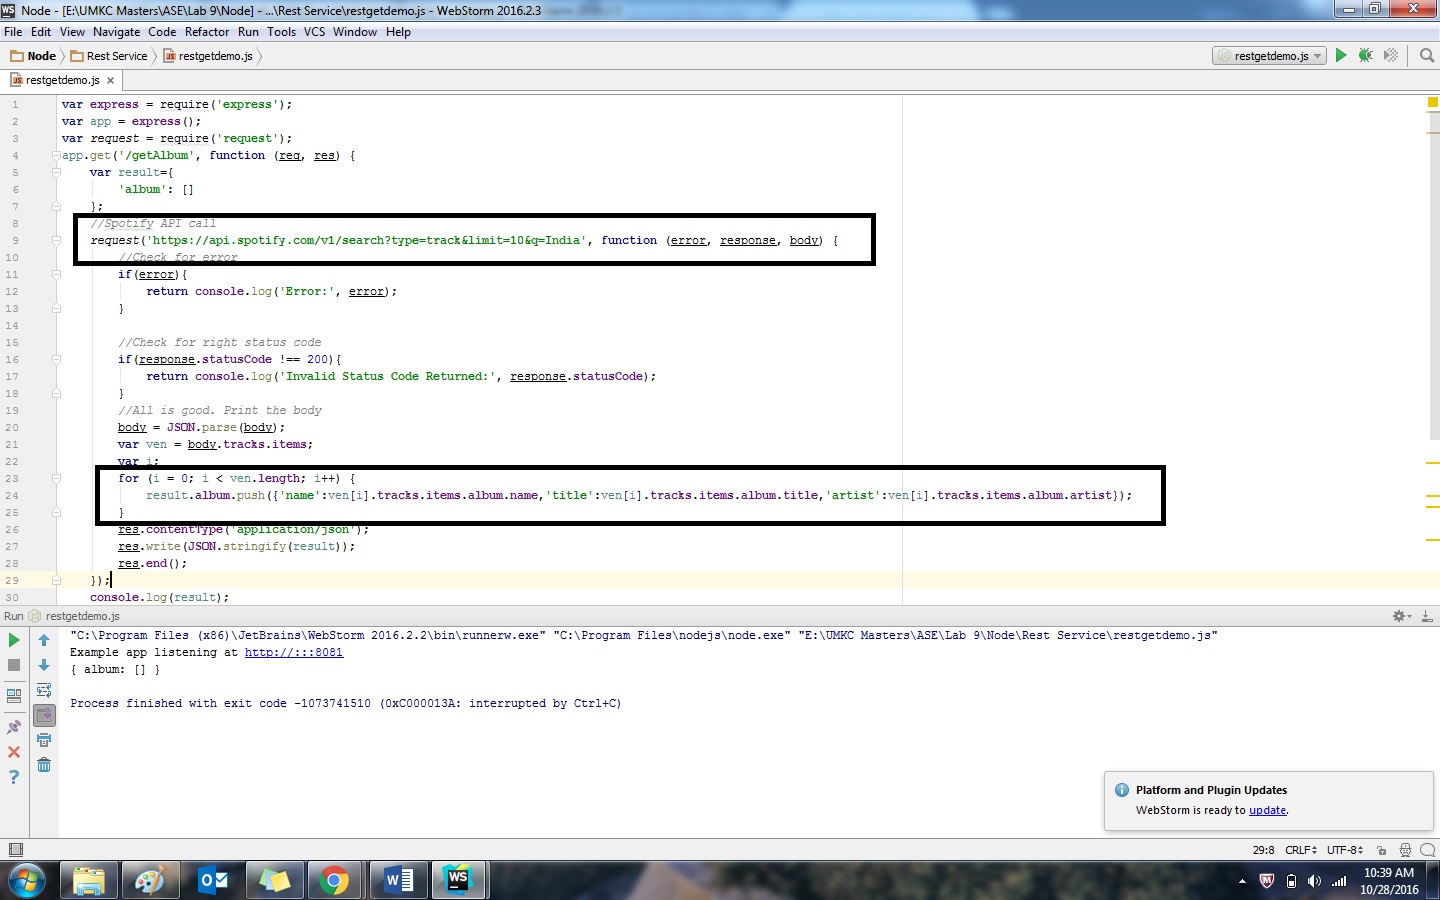 Node - [E:\UMKC Masters\ASE\Lab 9\Node] - ...\Rest Service\restgetdemo.js - WebStorm 2016.2.3
File Edit View Navigate Code Refactor Run Tools VCS Window Help
Node Rest Service restgetdemo.js restgetdemo.js
restgetdemo.js
1 var express = require('express');
2 var app = express();
3 var request = require('request');
4 app.get('/getAlbum', function (req, res) {
5 var result={
6 'album': []
7 };
8 //Spotify API call
9 request('https://api.spotify.com/v1/search?type=track&limit=10&q=India', function (error, response, body) {
10 //Check for error
11 if(error){
12 return console.log('Error:', error);
13 }
14
15 //Check for right status code
16 if(response.statusCode !== 200){
17 return console.log('Invalid Status Code Returned:', response.statusCode);
18 }
19 //All is good. Print the body
20 body = JSON.parse(body);
21 var ven = body.tracks.items;
22 var i;
23 for (i = 0; i < ven.length; i++) {
24 result.album.push({'name':ven[i].tracks.items.album.name,'title':ven[i].tracks.items.album.title,'artist':ven[i].tracks.items.album.artist});
25 }
26 res.contentType('application/json');
27 res.write(JSON.stringify(result));
28 res.end();
29 });
30 console.log(result);
Run restgetdemo.js
"C:\Program Files (x86)\JetBrains\WebStorm 2016.2.2\bin\runnerw.exe" "C:\Program Files\nodejs\node.exe" "E:\UMKC Masters\ASE\Lab 9\Node\Rest Service\restgetdemo.js"
Example app listening at http://:::8081
{ album: [] }
Process finished with exit code -1073741510 (0xC000013A: interrupted by Ctrl+C)
Platform and Plugin Updates
WebStorm is ready to update.
29:8 CRLF UTF-8
10:39 AM
10/28/2016